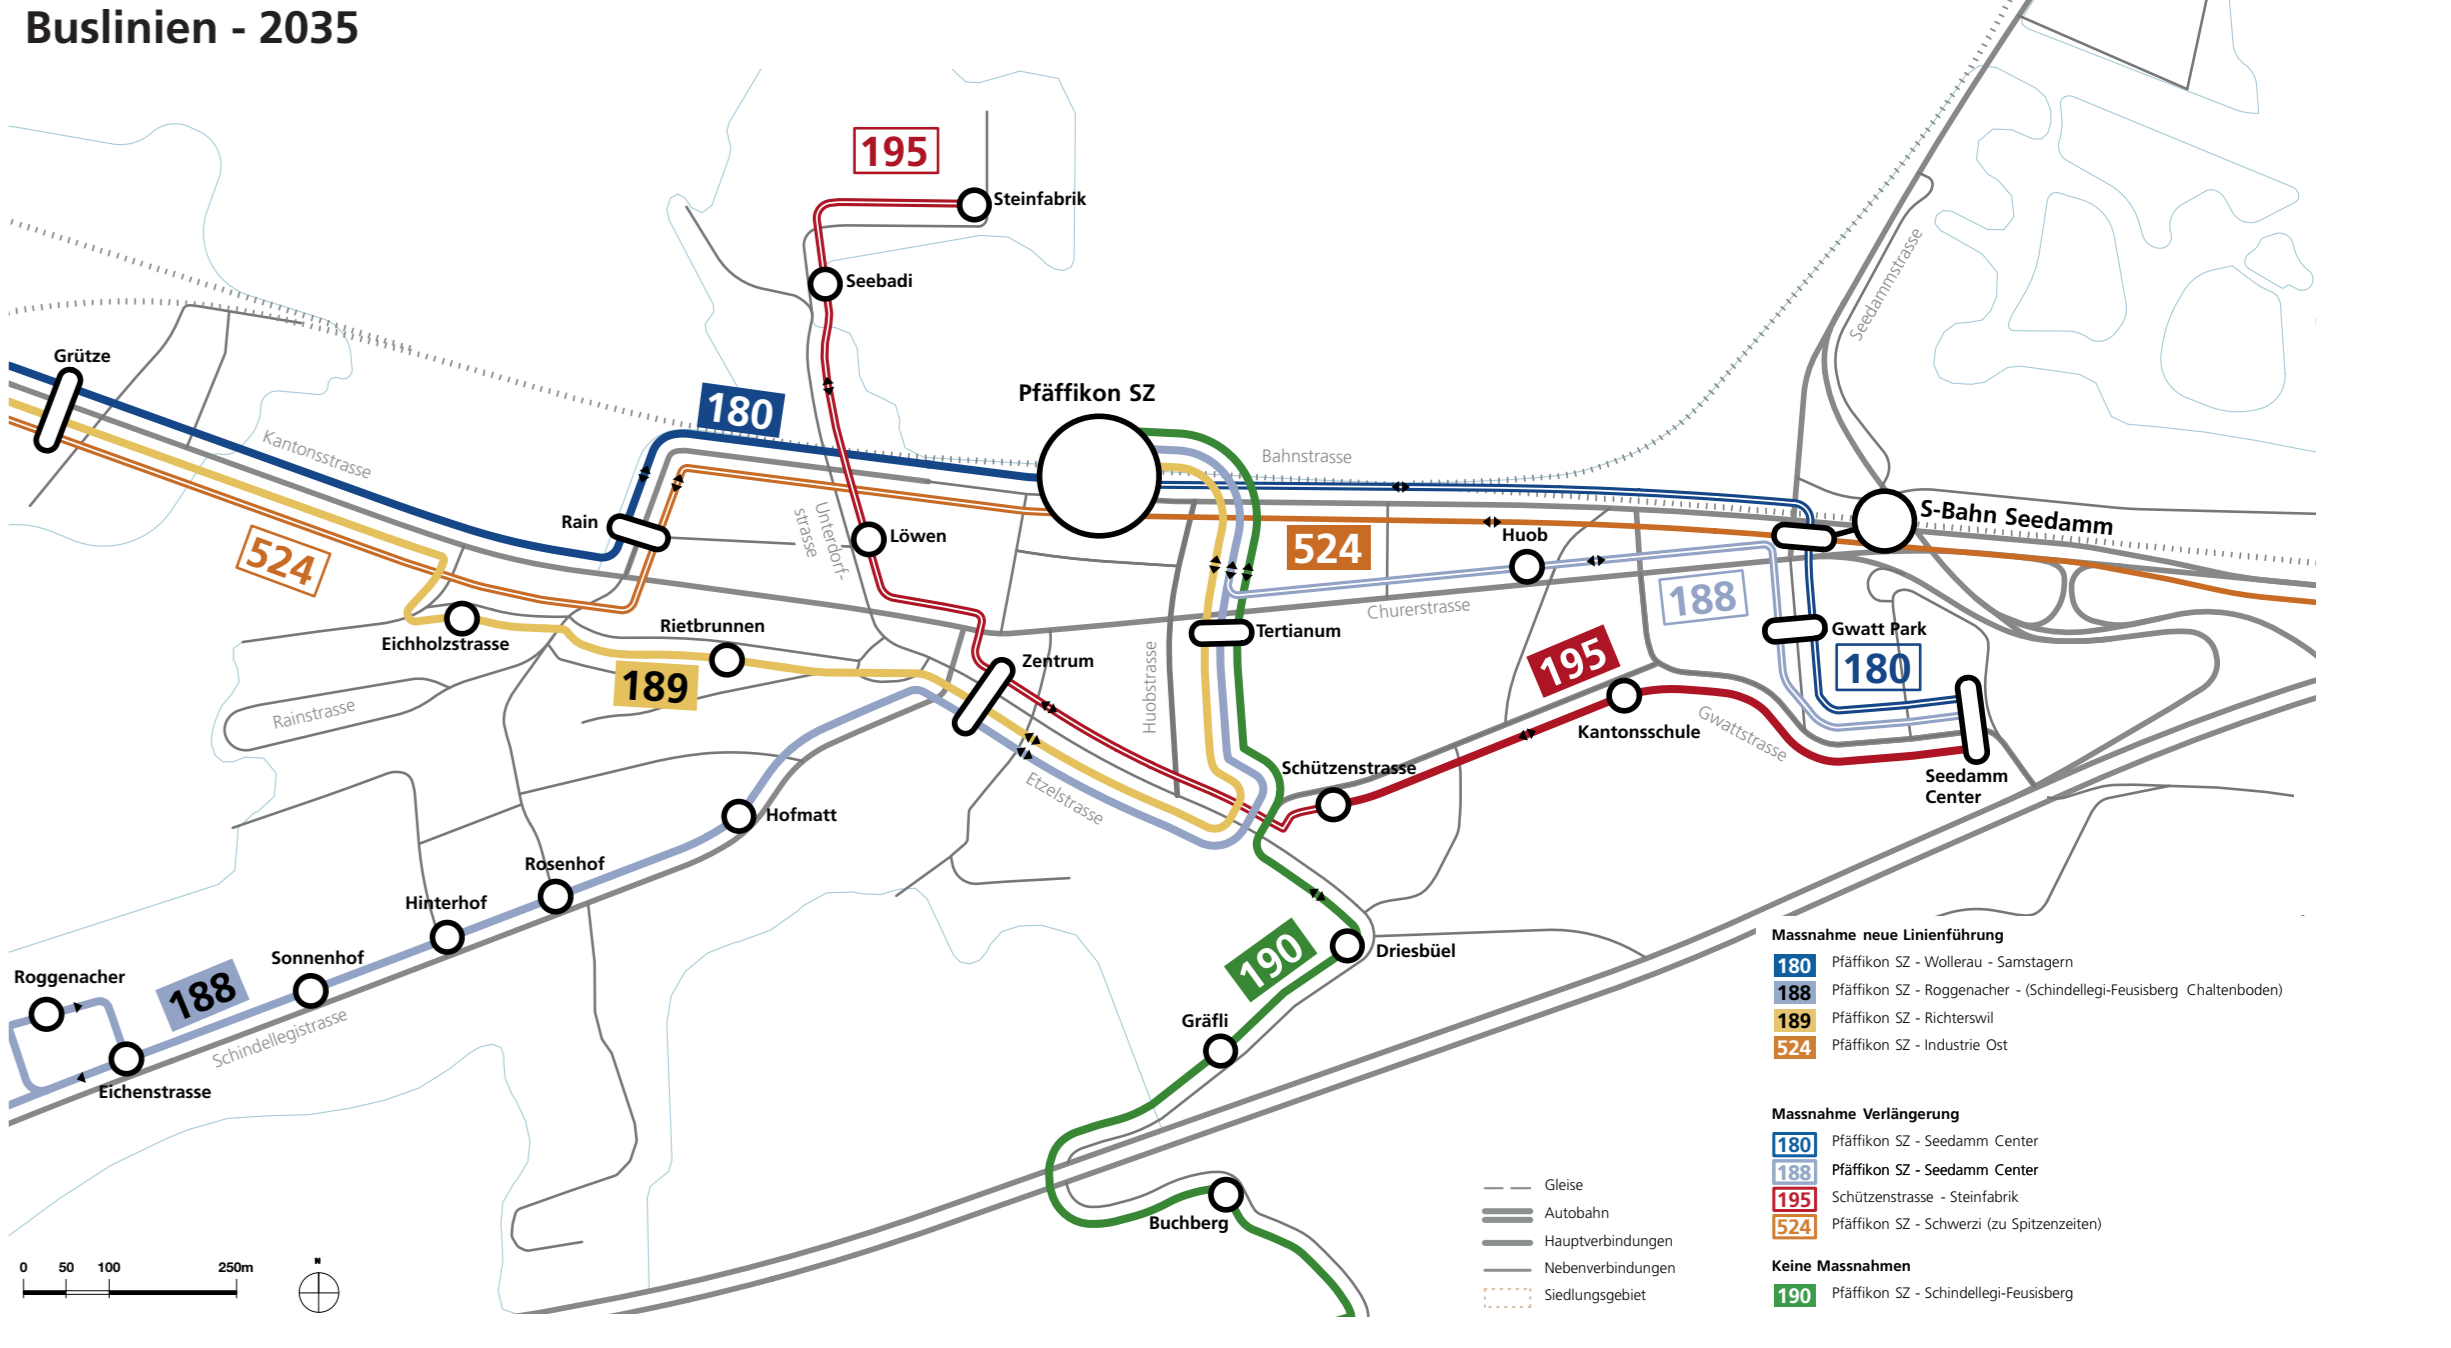 Buslinien - 2035
195
Steinfabrik
Seebadi
Seedammstrasse
Grütze
180
Pfäffikon SZ
Kantonsstrasse
Bahnstrasse
Rain
Unterdorf-
strasse
Löwen
524
Huob
S-Bahn Seedamm
524
188
Churerstrasse
Eichholzstrasse
Rietbrunnen
Tertianum
Gwatt Park
189
Zentrum
195
180
Rainstrasse
Huobstrasse
Kantonsschule
Gwattstrasse
Etzelstrasse
Schützenstrasse
Seedamm
Center
Hofmatt
Rosenhof
Hinterhof
Sonnenhof
Roggenacher
188
Schindellegistrasse
Eichenstrasse
190
Driesbüel
Gräfli
Buchberg
0 50 100 250m
N
Gleise
Autobahn
Hauptverbindungen
Nebenverbindungen
Siedlungsgebiet
Massnahme neue Linienführung
180 Pfäffikon SZ - Wollerau - Samstagern
188 Pfäffikon SZ - Roggenacher - (Schindellegi-Feusisberg Chaltenboden)
189 Pfäffikon SZ - Richterswil
524 Pfäffikon SZ - Industrie Ost
Massnahme Verlängerung
180 Pfäffikon SZ - Seedamm Center
188 Pfäffikon SZ - Seedamm Center
195 Schützenstrasse - Steinfabrik
524 Pfäffikon SZ - Schwerzi (zu Spitzenzeiten)
Keine Massnahmen
190 Pfäffikon SZ - Schindellegi-Feusisberg